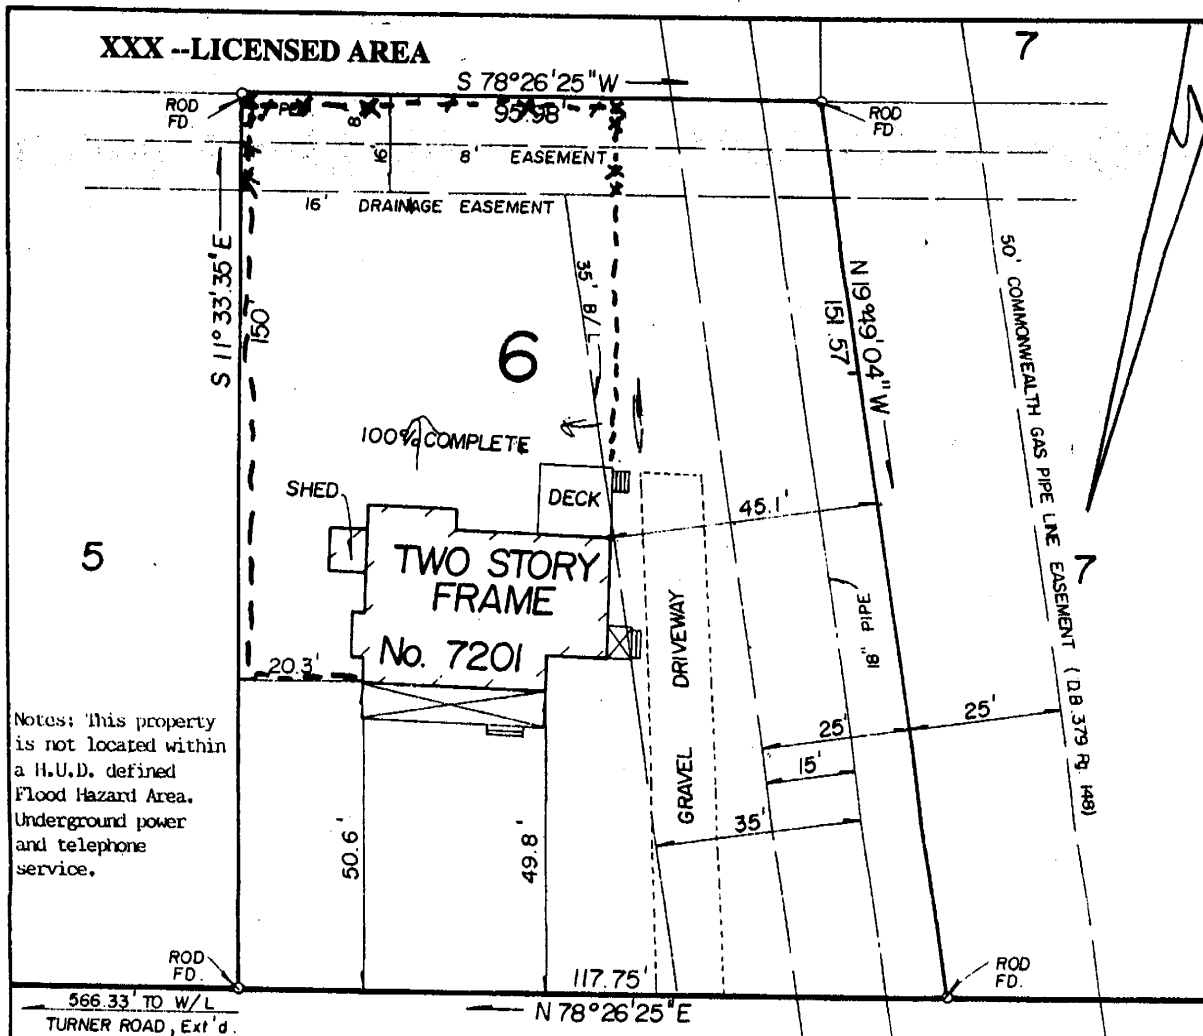 XXX --LICENSED AREA
7
S 78°26'25"W
ROD
FD.
95.98'
ROD
FD.
8'
16'
8' EASEMENT
16' DRAINAGE EASEMENT
S 11°33'35"E
150'
35' B/L
N 19°49'04"W
151.57'
50' COMMONWEALTH GAS PIPE LINE EASEMENT (D.B. 379 Pg. 148)
6
100% COMPLETE
SHED
DECK
45.1'
5
TWO STORY
FRAME
No. 7201
7
18" PIPE
GRAVEL DRIVEWAY
20.3'
Notes: This property
is not located within
a H.U.D. defined
Flood Hazard Area.
Underground power
and telephone
service.
25'
25'
15'
35'
50.6'
49.8'
ROD
FD.
ROD
FD.
117.75'
566.33' TO W/L
TURNER ROAD, Ext'd.
N 78°26'25"E